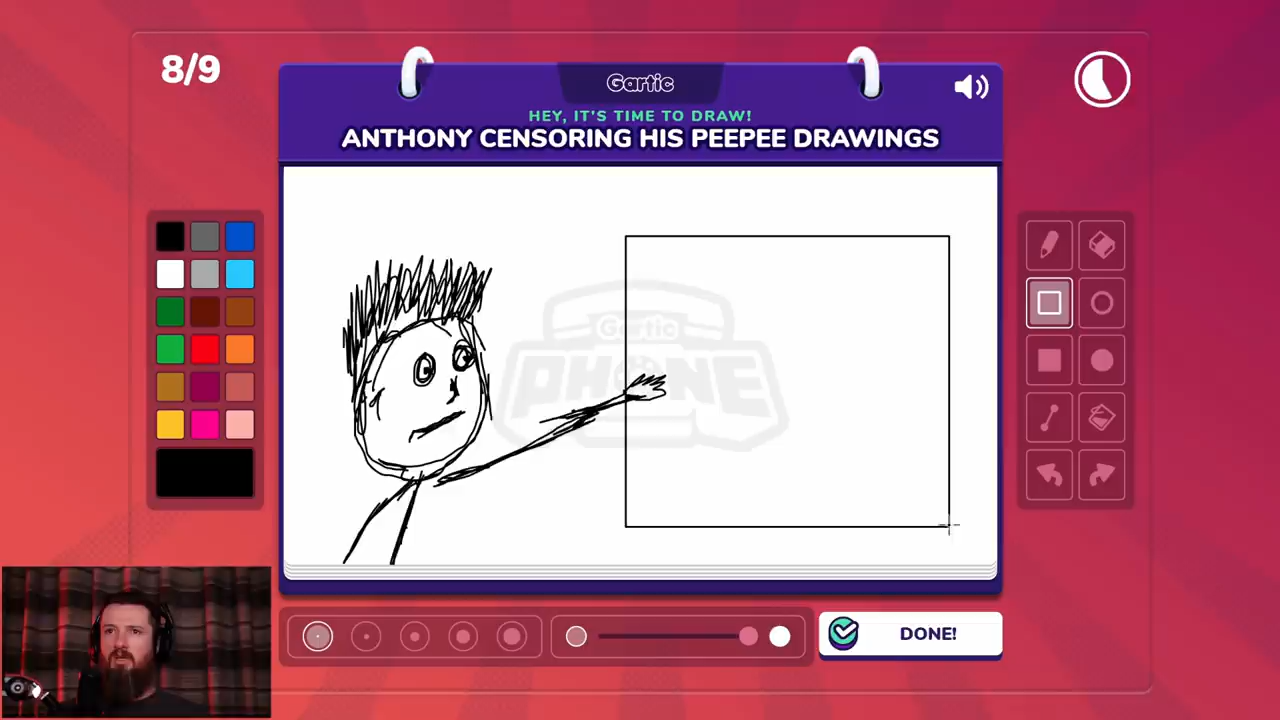 8/9
Gartic
HEY, IT'S TIME TO DRAW!
ANTHONY CENSORING HIS PEEPEE DRAWINGS
Gartic
PHONE
DONE!